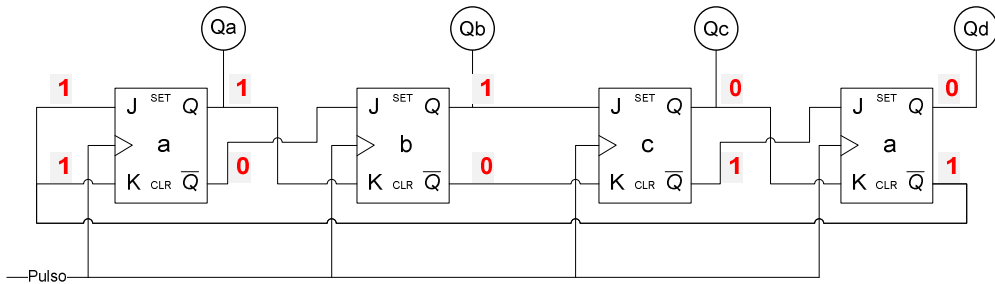 Qa Qb Qc Qd
1 1 1 0 0
J SET Q J SET Q J SET Q J SET Q
a b c a
1 0 0 1 1
K CLR Q̅ K CLR Q̅ K CLR Q̅ K CLR Q̅
Pulso